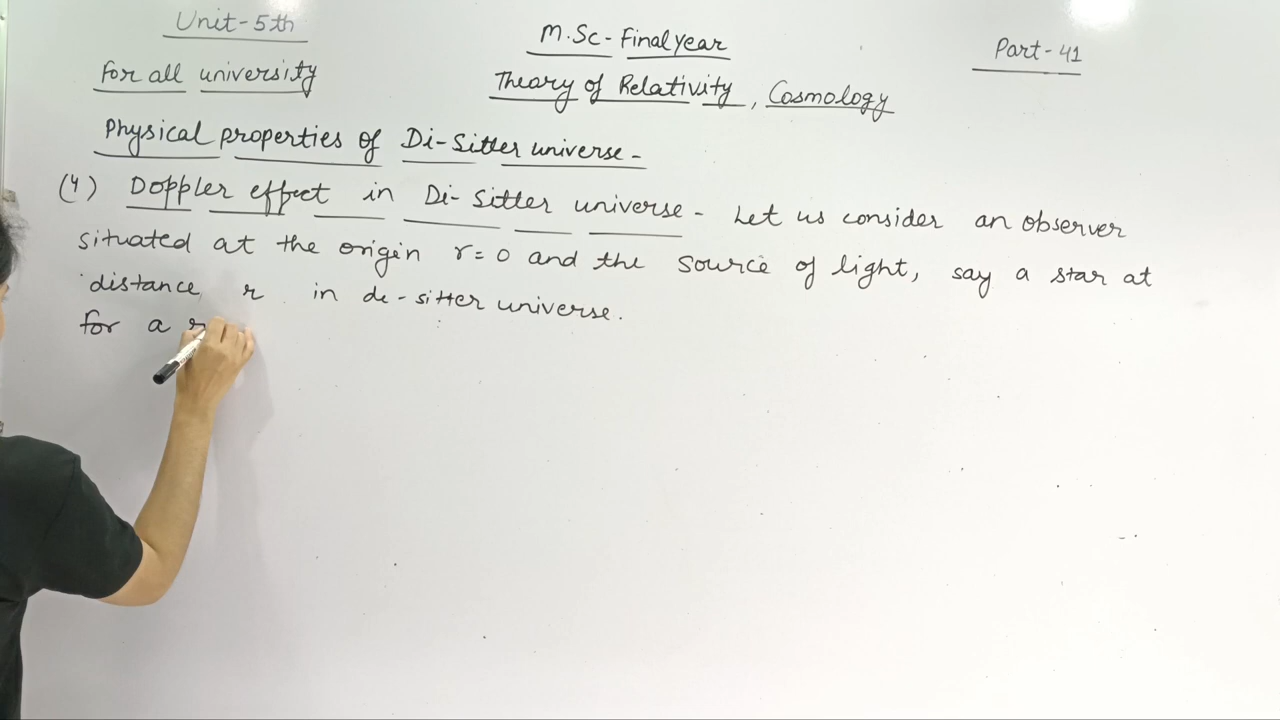 Unit-5th
M.Sc-Final year
Part-41
For all university
Theory of Relativity, Cosmology
Physical properties of Di-Sitter universe-
(4) Doppler effect in Di-Sitter universe- Let us consider an observer
situated at the origin r=0 and the source of light, say a star at
distance r in de-sitter universe.
for a